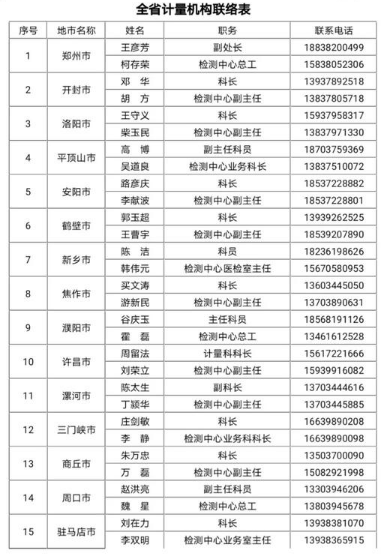 全省计量机构联络表
序号 地市名称 姓名 职务 联系电话
1 郑州市 王彦芳 副处长 18838200499
柯存荣 检测中心总工 15838052306
2 开封市 邓 华 科长 13937892518
胡 方 检测中心副主任 13837805718
3 洛阳市 王守义 科长 15937958317
柴玉民 检测中心副主任 13837971330
4 平顶山市 高 博 副主任科员 18703759369
吴道良 检测中心业务科长 13837510072
5 安阳市 路彦庆 科长 18537228882
李献波 检测中心副主任 18537228801
6 鹤壁市 郭玉超 科长 13939262525
王曹宇 检测中心副主任 18539207890
7 新乡市 陈 洁 科员 18236198626
韩伟元 检测中心医检室主任 15670580953
8 焦作市 买文涛 科长 13603445050
游新民 检测中心副主任 13703890631
9 濮阳市 谷庆玉 主任科员 18568191126
霍 磊 检测中心总工 13461612528
10 许昌市 周留法 计量科科长 15617221666
刘荣立 检测中心副主任 15939916082
11 漯河市 陈太生 副科长 13703444616
丁颍华 检测中心副主任 13703445885
12 三门峡市 庄剑敏 科长 16639890208
李 静 检测中心业务科科长 16639890098
13 商丘市 朱万忠 科长 13503700090
万 磊 检测中心副主任 15082921998
14 周口市 赵洪亮 副主任科员 13303946206
魏 星 检测中心总工 13803945678
15 驻马店市 刘在力 科长 13938381070
李双明 检测中心业务室主任 13938365915